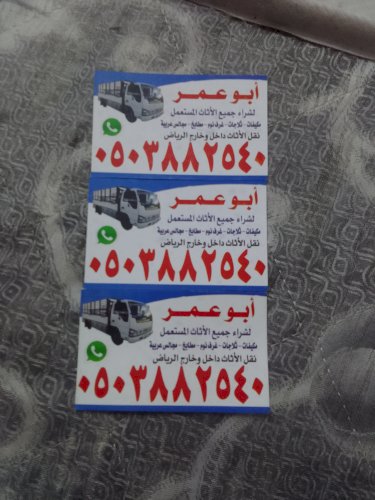 أبو عمر
لشراء جميع الأثاث المستعمل
مكيفات - ثلاجات - غرف نوم - مطابخ - مجالس عربية
نقل الأثاث داخل وخارج الرياض
٠٥٠٣٨٨٢٥٤٠
أبو عمر
لشراء جميع الأثاث المستعمل
مكيفات - ثلاجات - غرف نوم - مطابخ - مجالس عربية
نقل الأثاث داخل وخارج الرياض
٠٥٠٣٨٨٢٥٤٠
أبو عمر
لشراء جميع الأثاث المستعمل
مكيفات - ثلاجات - غرف نوم - مطابخ - مجالس عربية
نقل الأثاث داخل وخارج الرياض
٠٥٠٣٨٨٢٥٤٠